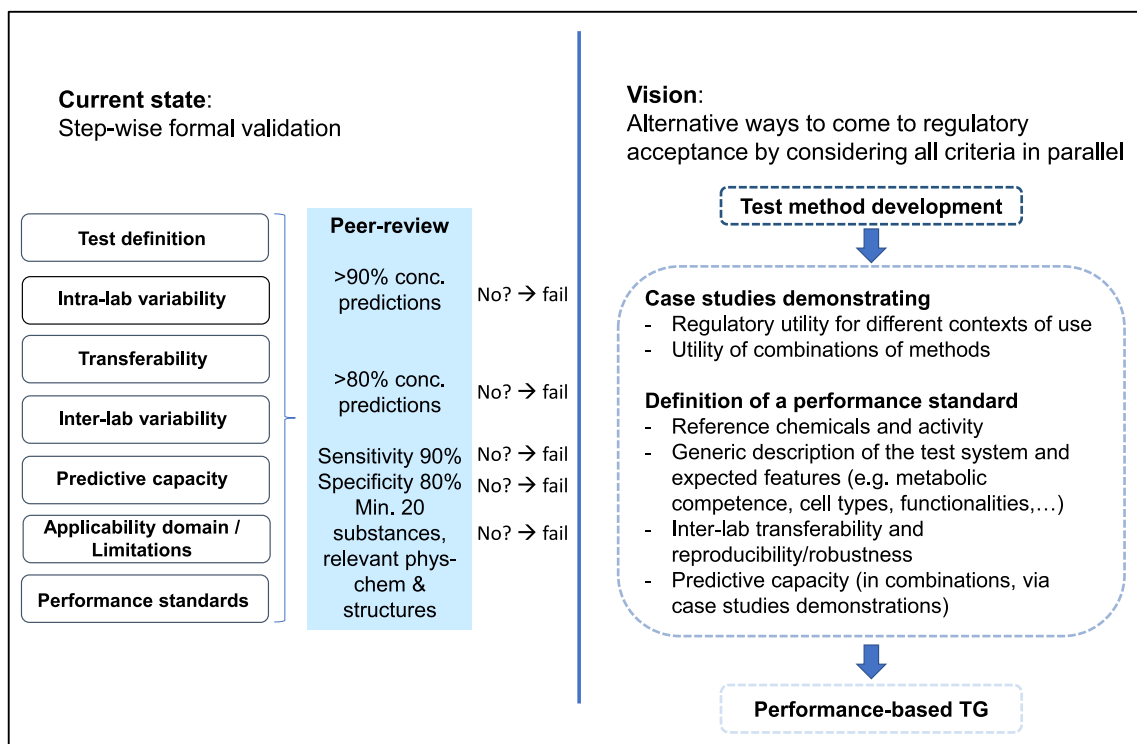 Current state:
Step-wise formal validation
Test definition
Intra-lab variability
Transferability
Inter-lab variability
Predictive capacity
Applicability domain /
Limitations
Performance standards
Peer-review
>90% conc.
predictions
No? → fail
>80% conc.
predictions
No? → fail
Sensitivity 90%
No? → fail
Specificity 80%
No? → fail
Min. 20
substances,
No? → fail
relevant phys-
chem &
structures
Vision:
Alternative ways to come to regulatory
acceptance by considering all criteria in parallel
Test method development
Case studies demonstrating
- Regulatory utility for different contexts of use
- Utility of combinations of methods
Definition of a performance standard
- Reference chemicals and activity
- Generic description of the test system and
expected features (e.g. metabolic
competence, cell types, functionalities,…)
- Inter-lab transferability and
reproducibility/robustness
- Predictive capacity (in combinations, via
case studies demonstrations)
Performance-based TG